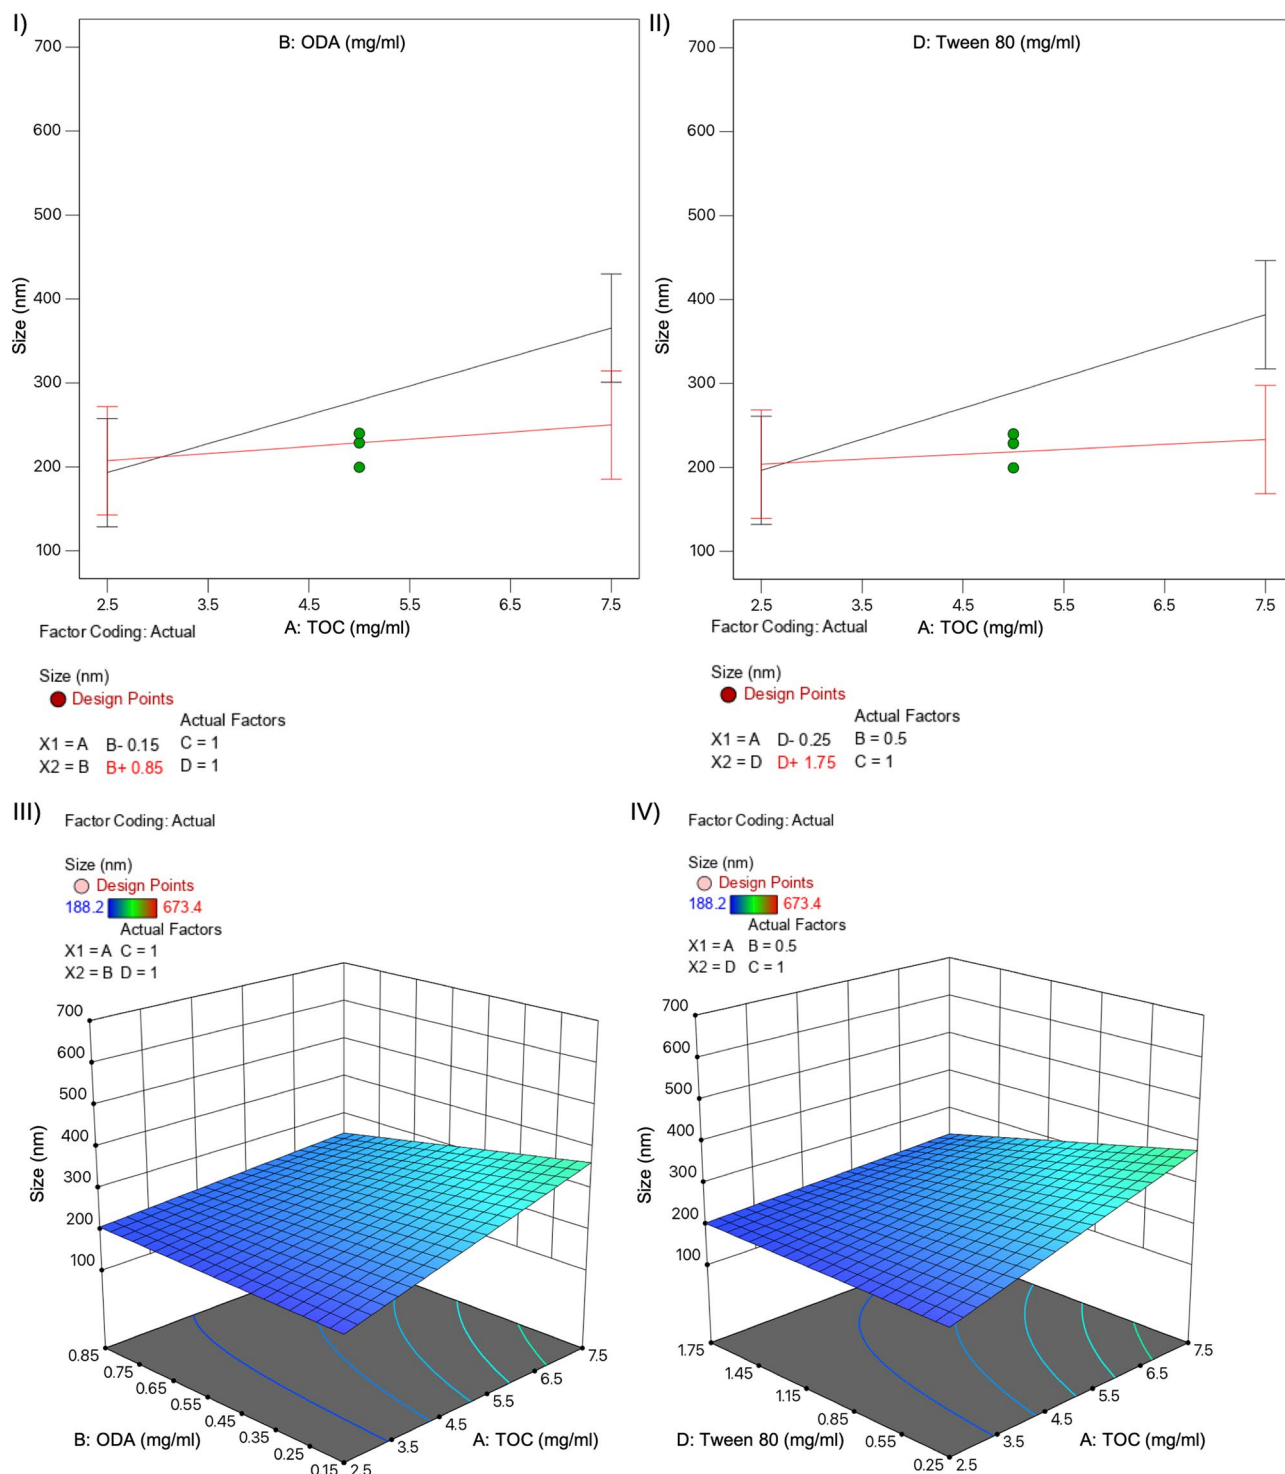 I)
B: ODA (mg/ml)
700
600
500
400
300
200
100
Size (nm)
2.5 3.5 4.5 5.5 6.5 7.5
A: TOC (mg/ml)
Factor Coding: Actual
Size (nm)
Design Points
Actual Factors
X1 = A B- 0.15 C = 1
X2 = B B+ 0.85 D = 1
II)
D: Tween 80 (mg/ml)
700
600
500
400
300
200
100
Size (nm)
2.5 3.5 4.5 5.5 6.5 7.5
A: TOC (mg/ml)
Factor Coding: Actual
Size (nm)
Design Points
Actual Factors
X1 = A D- 0.25 B = 0.5
X2 = D D+ 1.75 C = 1
III)
Factor Coding: Actual
Size (nm)
Design Points
188.2 673.4
Actual Factors
X1 = A C = 1
X2 = B D = 1
700
600
500
400
300
200
100
Size (nm)
0.85
0.75
0.65
0.55
0.45
0.35
0.25
0.15
B: ODA (mg/ml)
2.5
3.5
4.5
5.5
6.5
7.5
A: TOC (mg/ml)
IV)
Factor Coding: Actual
Size (nm)
Design Points
188.2 673.4
Actual Factors
X1 = A B = 0.5
X2 = D C = 1
700
600
500
400
300
200
100
Size (nm)
1.75
1.45
1.15
0.85
0.55
0.25
D: Tween 80 (mg/ml)
2.5
3.5
4.5
5.5
6.5
7.5
A: TOC (mg/ml)